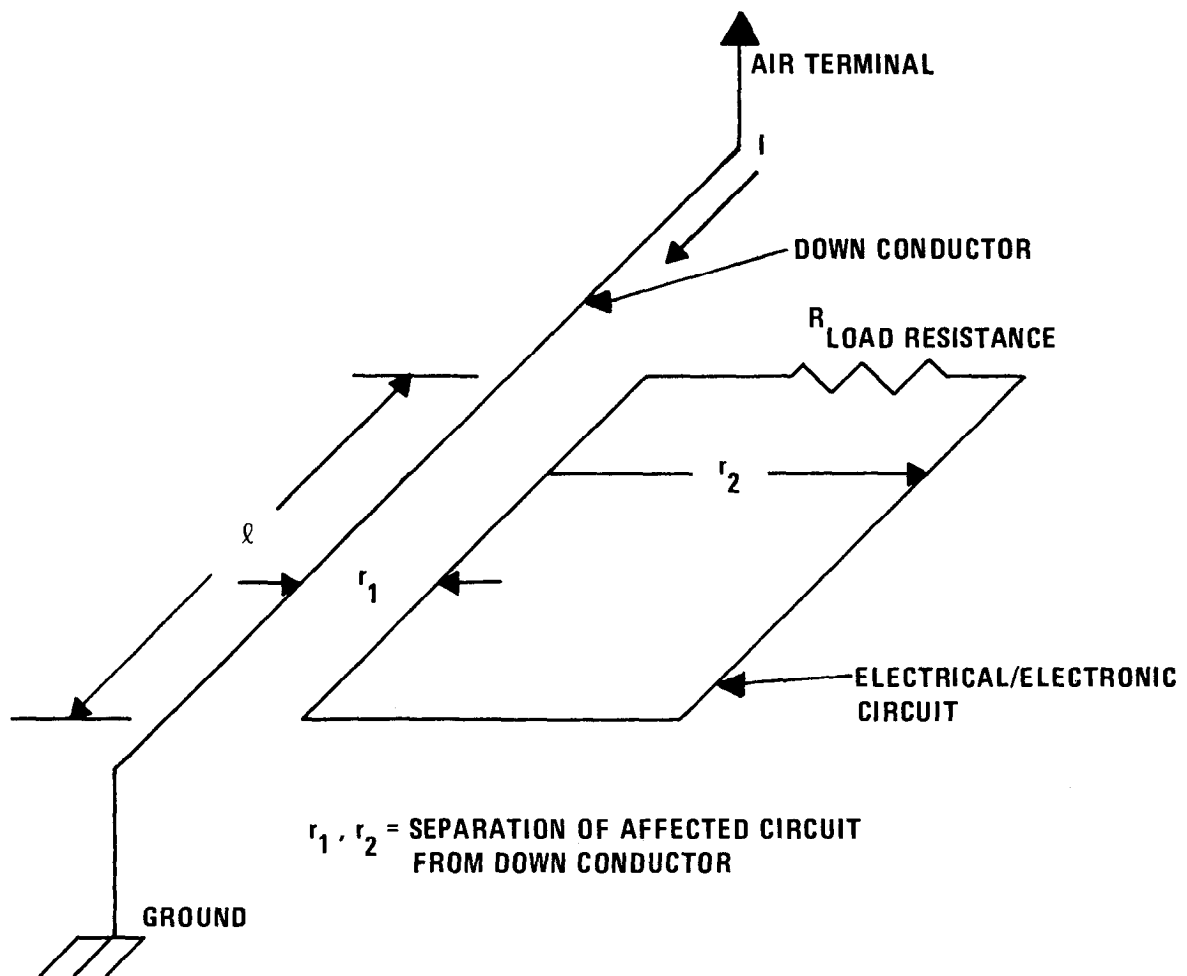 AIR TERMINAL
I
DOWN CONDUCTOR
R
LOAD RESISTANCE
r2
ℓ
r1
ELECTRICAL/ELECTRONIC
CIRCUIT
r1, r2 = SEPARATION OF AFFECTED CIRCUIT
FROM DOWN CONDUCTOR
GROUND